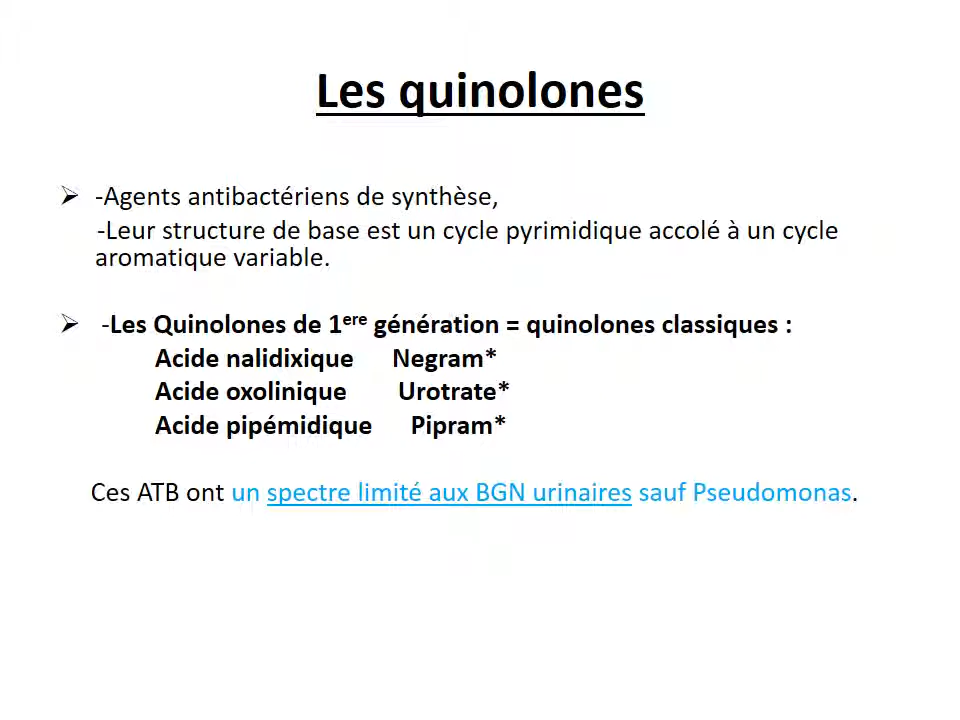 Les quinolones
➢ -Agents antibactériens de synthèse,
-Leur structure de base est un cycle pyrimidique accolé à un cycle
aromatique variable.
➢ -Les Quinolones de 1ere génération = quinolones classiques :
Acide nalidixique Negram*
Acide oxolinique Urotrate*
Acide pipémidique Pipram*
Ces ATB ont un spectre limité aux BGN urinaires sauf Pseudomonas.